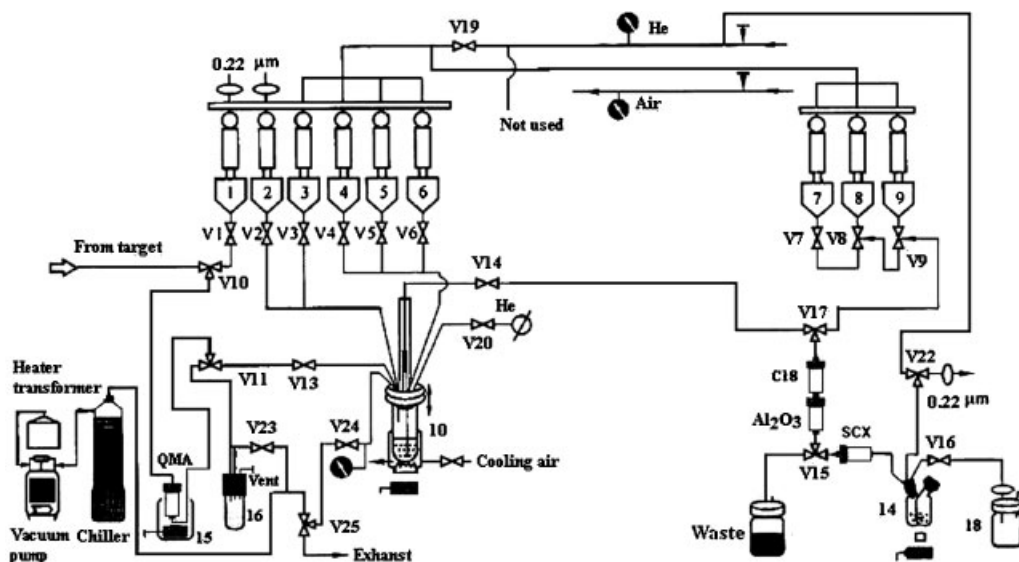 V19
He
0.22 μm
Air
Not used
1
2
3
4
5
6
7
8
9
V1
V2
V3
V4
V5
V6
V7
V8
V9
From target
V10
V14
He
V20
V17
V22
0.22 μm
Heater
transformer
V11
V13
C18
Al₂O₃
V23
V24
10
SCX
V16
QMA
Vent
Cooling air
V15
14
18
16
15
V25
Vacuum
pump
Chiller
Exhanst
Waste